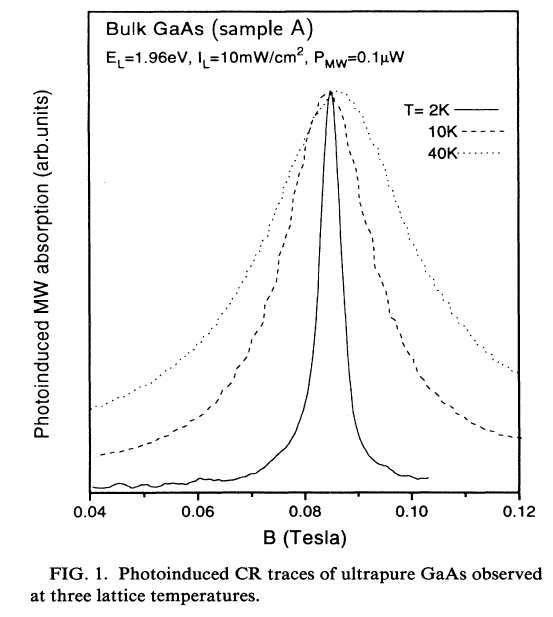 Bulk GaAs (sample A)
E_L=1.96eV, I_L=10mW/cm², P_MW=0.1μW
T= 2K
10K
40K
Photoinduced MW absorption (arb.units)
0.04 0.06 0.08 0.10 0.12
B (Tesla)
FIG. 1. Photoinduced CR traces of ultrapure GaAs observed
at three lattice temperatures.